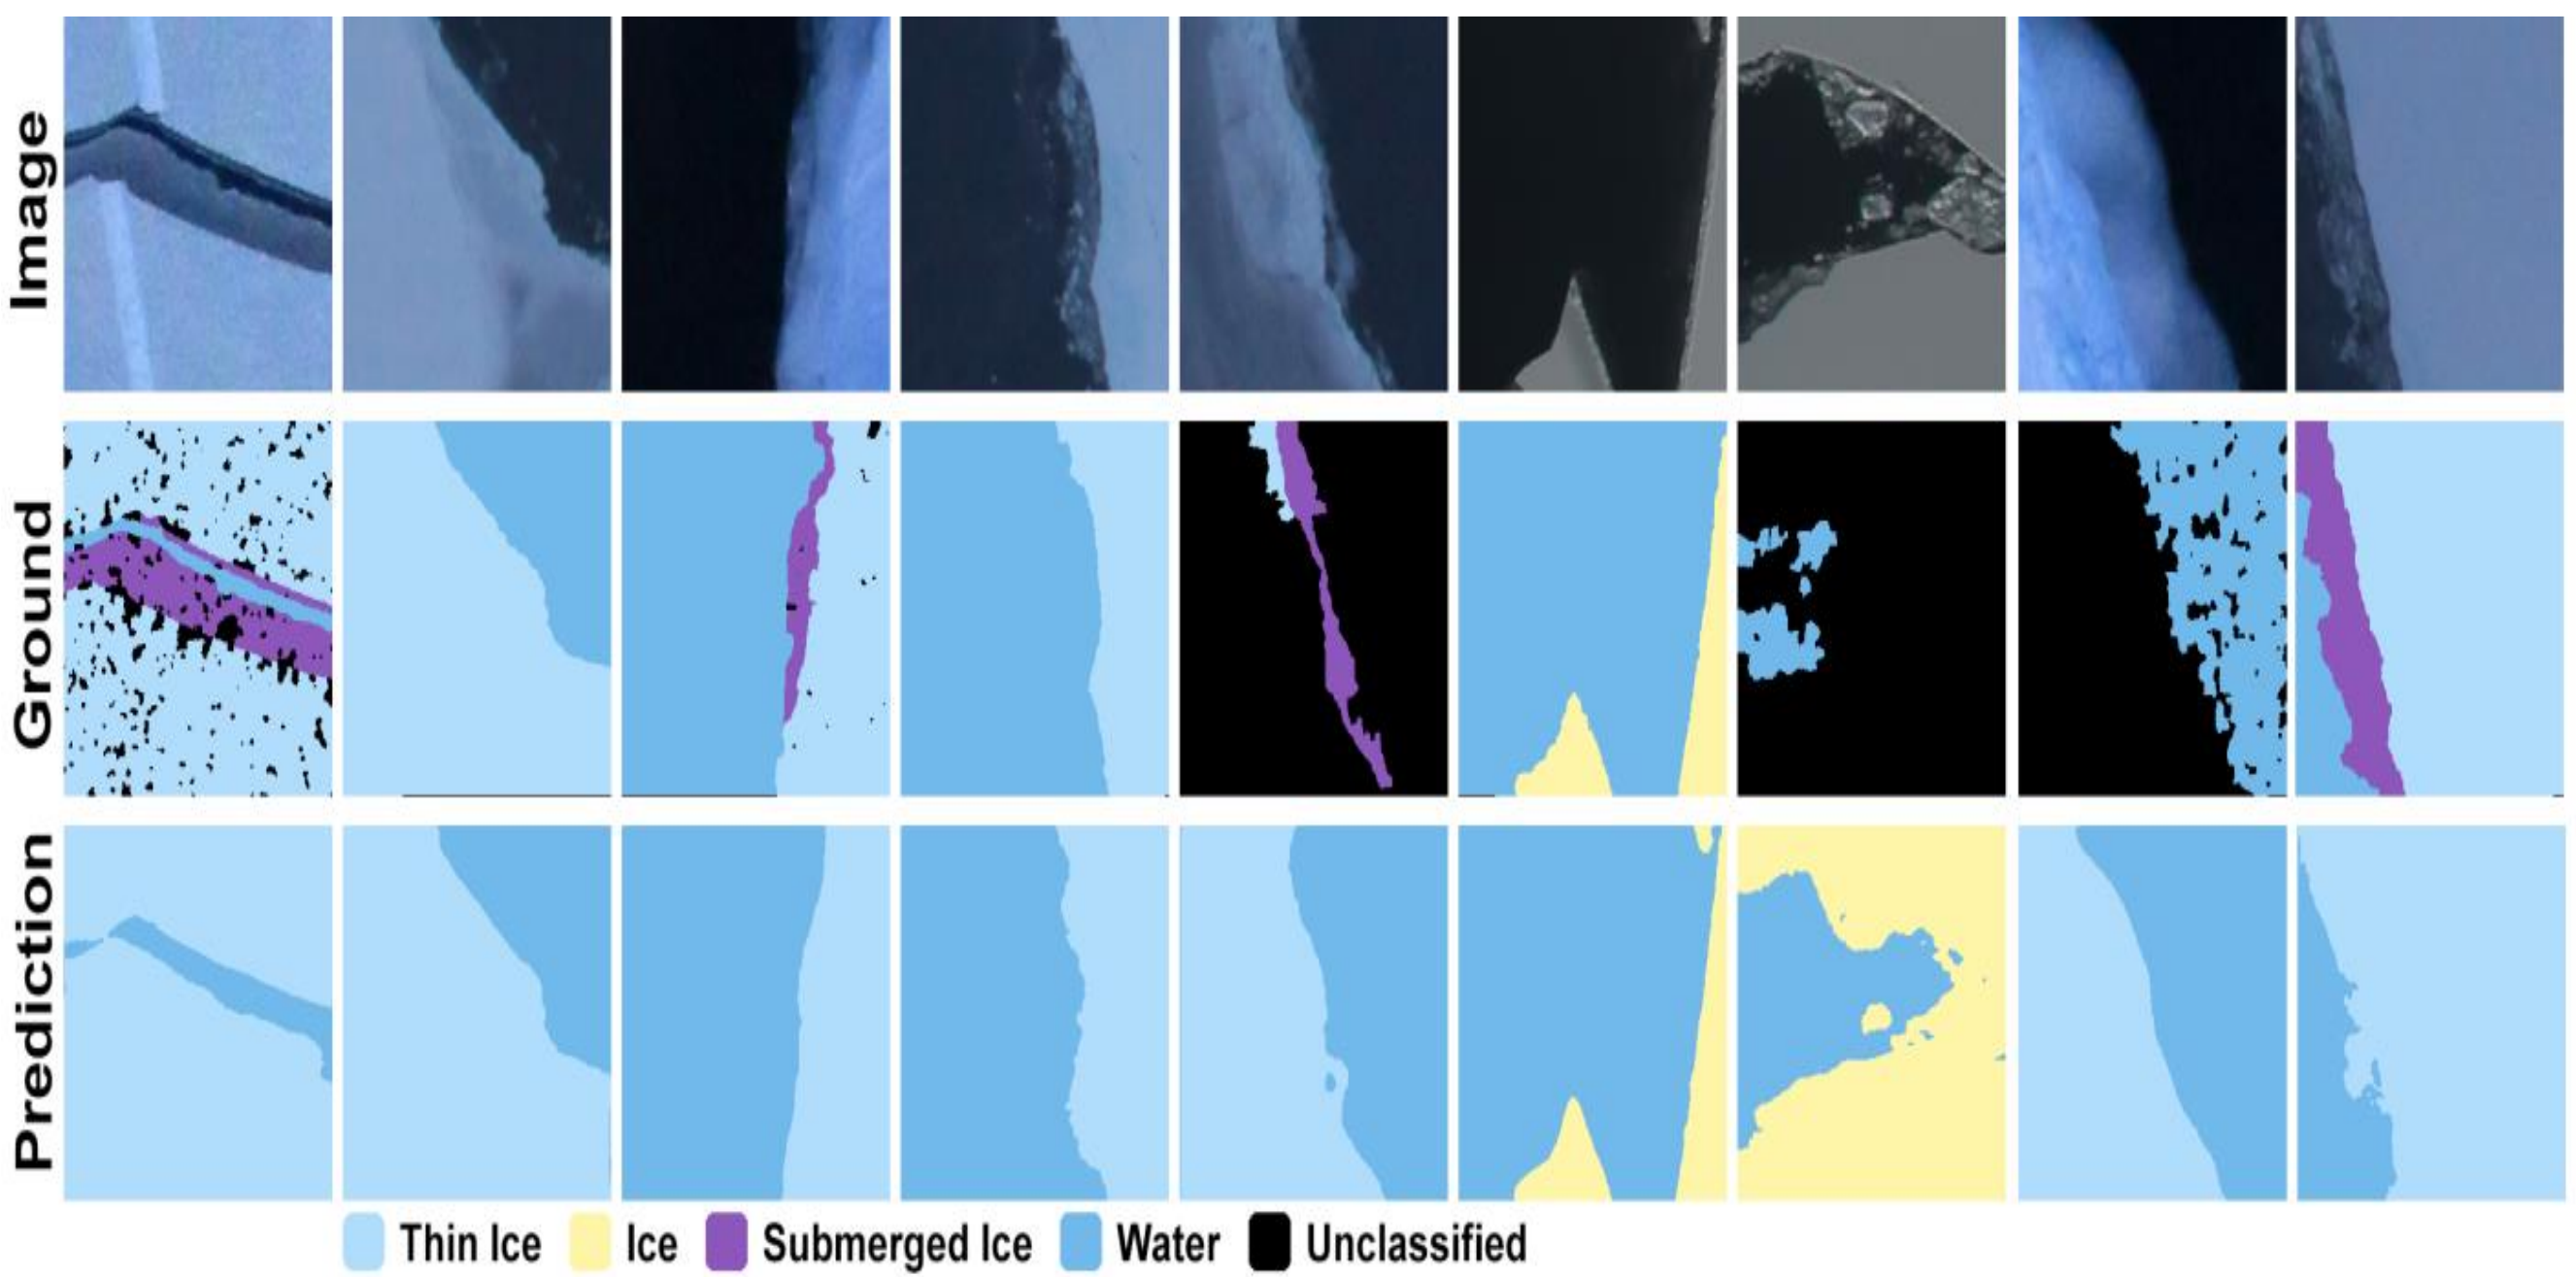 Image
Ground
Prediction
Thin Ice
Ice
Submerged Ice
Water
Unclassified